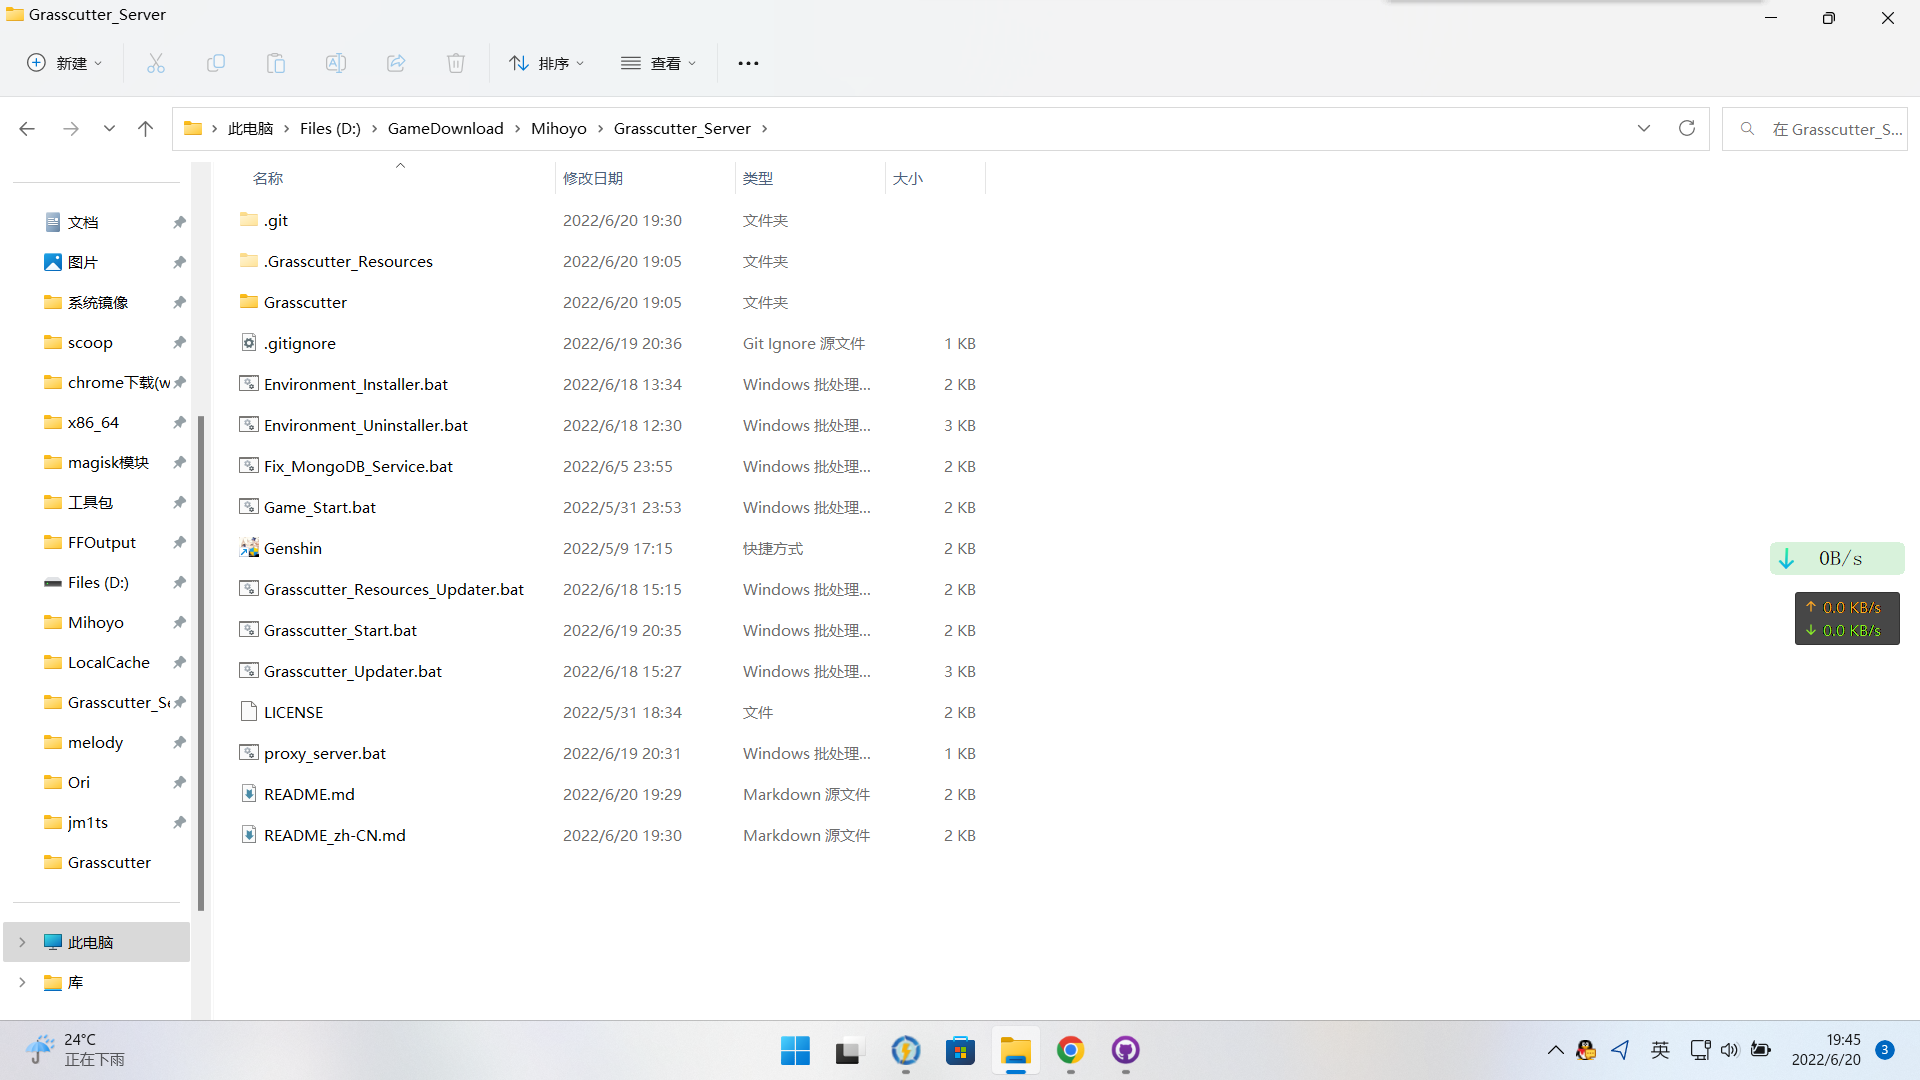 Grasscutter_Server
新建
排序
查看
此电脑 Files (D:) GameDownload Mihoyo Grasscutter_Server
在 Grasscutter_S...
名称 修改日期 类型 大小
.git 2022/6/20 19:30 文件夹
.Grasscutter_Resources 2022/6/20 19:05 文件夹
Grasscutter 2022/6/20 19:05 文件夹
.gitignore 2022/6/19 20:36 Git Ignore 源文件 1 KB
Environment_Installer.bat 2022/6/18 13:34 Windows 批处理... 2 KB
Environment_Uninstaller.bat 2022/6/18 12:30 Windows 批处理... 3 KB
Fix_MongoDB_Service.bat 2022/6/5 23:55 Windows 批处理... 2 KB
Game_Start.bat 2022/5/31 23:53 Windows 批处理... 2 KB
Genshin 2022/5/9 17:15 快捷方式 2 KB
Grasscutter_Resources_Updater.bat 2022/6/18 15:15 Windows 批处理... 2 KB
Grasscutter_Start.bat 2022/6/19 20:35 Windows 批处理... 2 KB
Grasscutter_Updater.bat 2022/6/18 15:27 Windows 批处理... 3 KB
LICENSE 2022/5/31 18:34 文件 2 KB
proxy_server.bat 2022/6/19 20:31 Windows 批处理... 1 KB
README.md 2022/6/20 19:29 Markdown 源文件 2 KB
README_zh-CN.md 2022/6/20 19:30 Markdown 源文件 2 KB
文档
图片
系统镜像
scoop
chrome下载(w
x86_64
magisk模块
工具包
FFOutput
Files (D:)
Mihoyo
LocalCache
Grasscutter_Se
melody
Ori
jm1ts
Grasscutter
此电脑
库
0B/s
0.0 KB/s
0.0 KB/s
24°C
正在下雨
英
19:45
2022/6/20
3